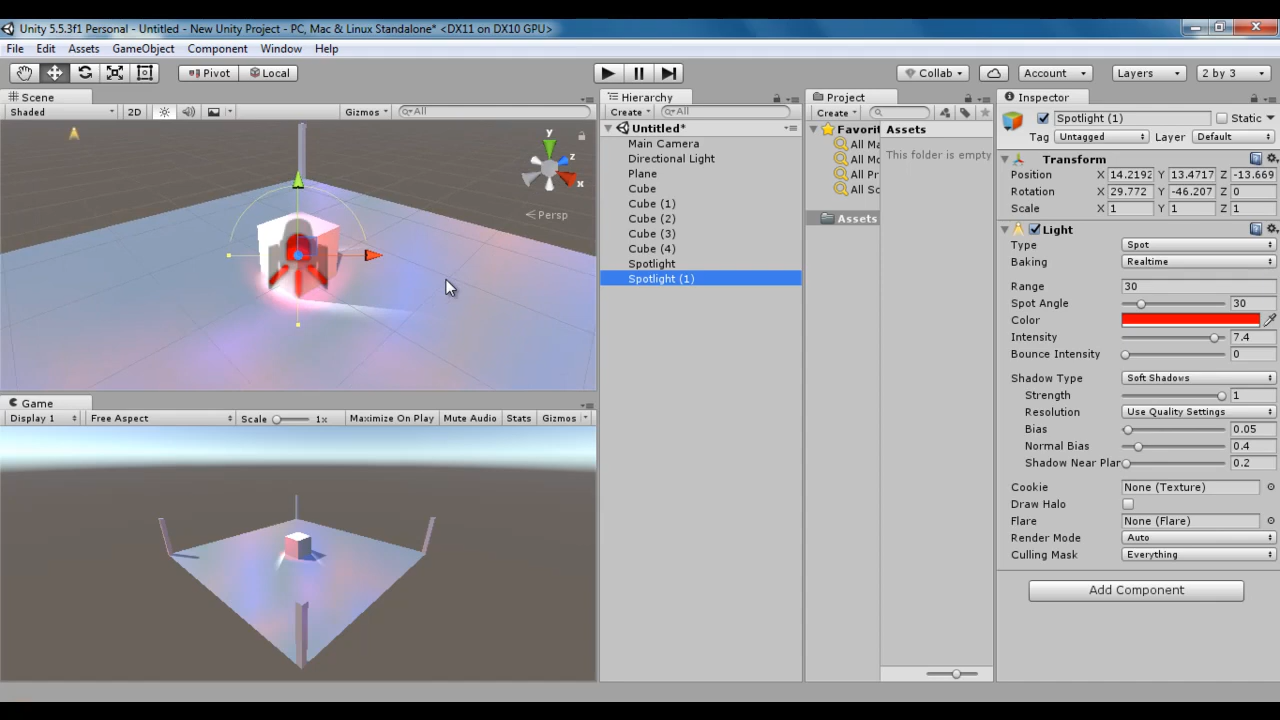 Unity 5.5.3f1 Personal - Untitled - New Unity Project - PC, Mac & Linux Standalone* <DX11 on DX10 GPU>
File Edit Assets GameObject Component Window Help
Pivot Local Collab Account Layers 2 by 3
Scene
Shaded 2D Gizmos All
y
z
x
Persp
Game
Display 1 Free Aspect Scale 1x Maximize On Play Mute Audio Stats Gizmos
Hierarchy
Create All
Untitled*
Main Camera
Directional Light
Plane
Cube
Cube (1)
Cube (2)
Cube (3)
Cube (4)
Spotlight
Spotlight (1)
Project
Create
Favorit
All Ma
All Mo
All Pr
All Sc
Assets
Assets
This folder is empty
Inspector
Spotlight (1) Static
Tag Untagged Layer Default
Transform
Position X 14.2192 Y 13.4717 Z -13.669
Rotation X 29.772 Y -46.207 Z 0
Scale X 1 Y 1 Z 1
Light
Type Spot
Baking Realtime
Range 30
Spot Angle 30
Color
Intensity 7.4
Bounce Intensity 0
Shadow Type Soft Shadows
Strength 1
Resolution Use Quality Settings
Bias 0.05
Normal Bias 0.4
Shadow Near Plar 0.2
Cookie None (Texture)
Draw Halo
Flare None (Flare)
Render Mode Auto
Culling Mask Everything
Add Component